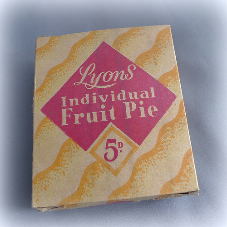 Lyons
Individual
Fruit Pie
5D.